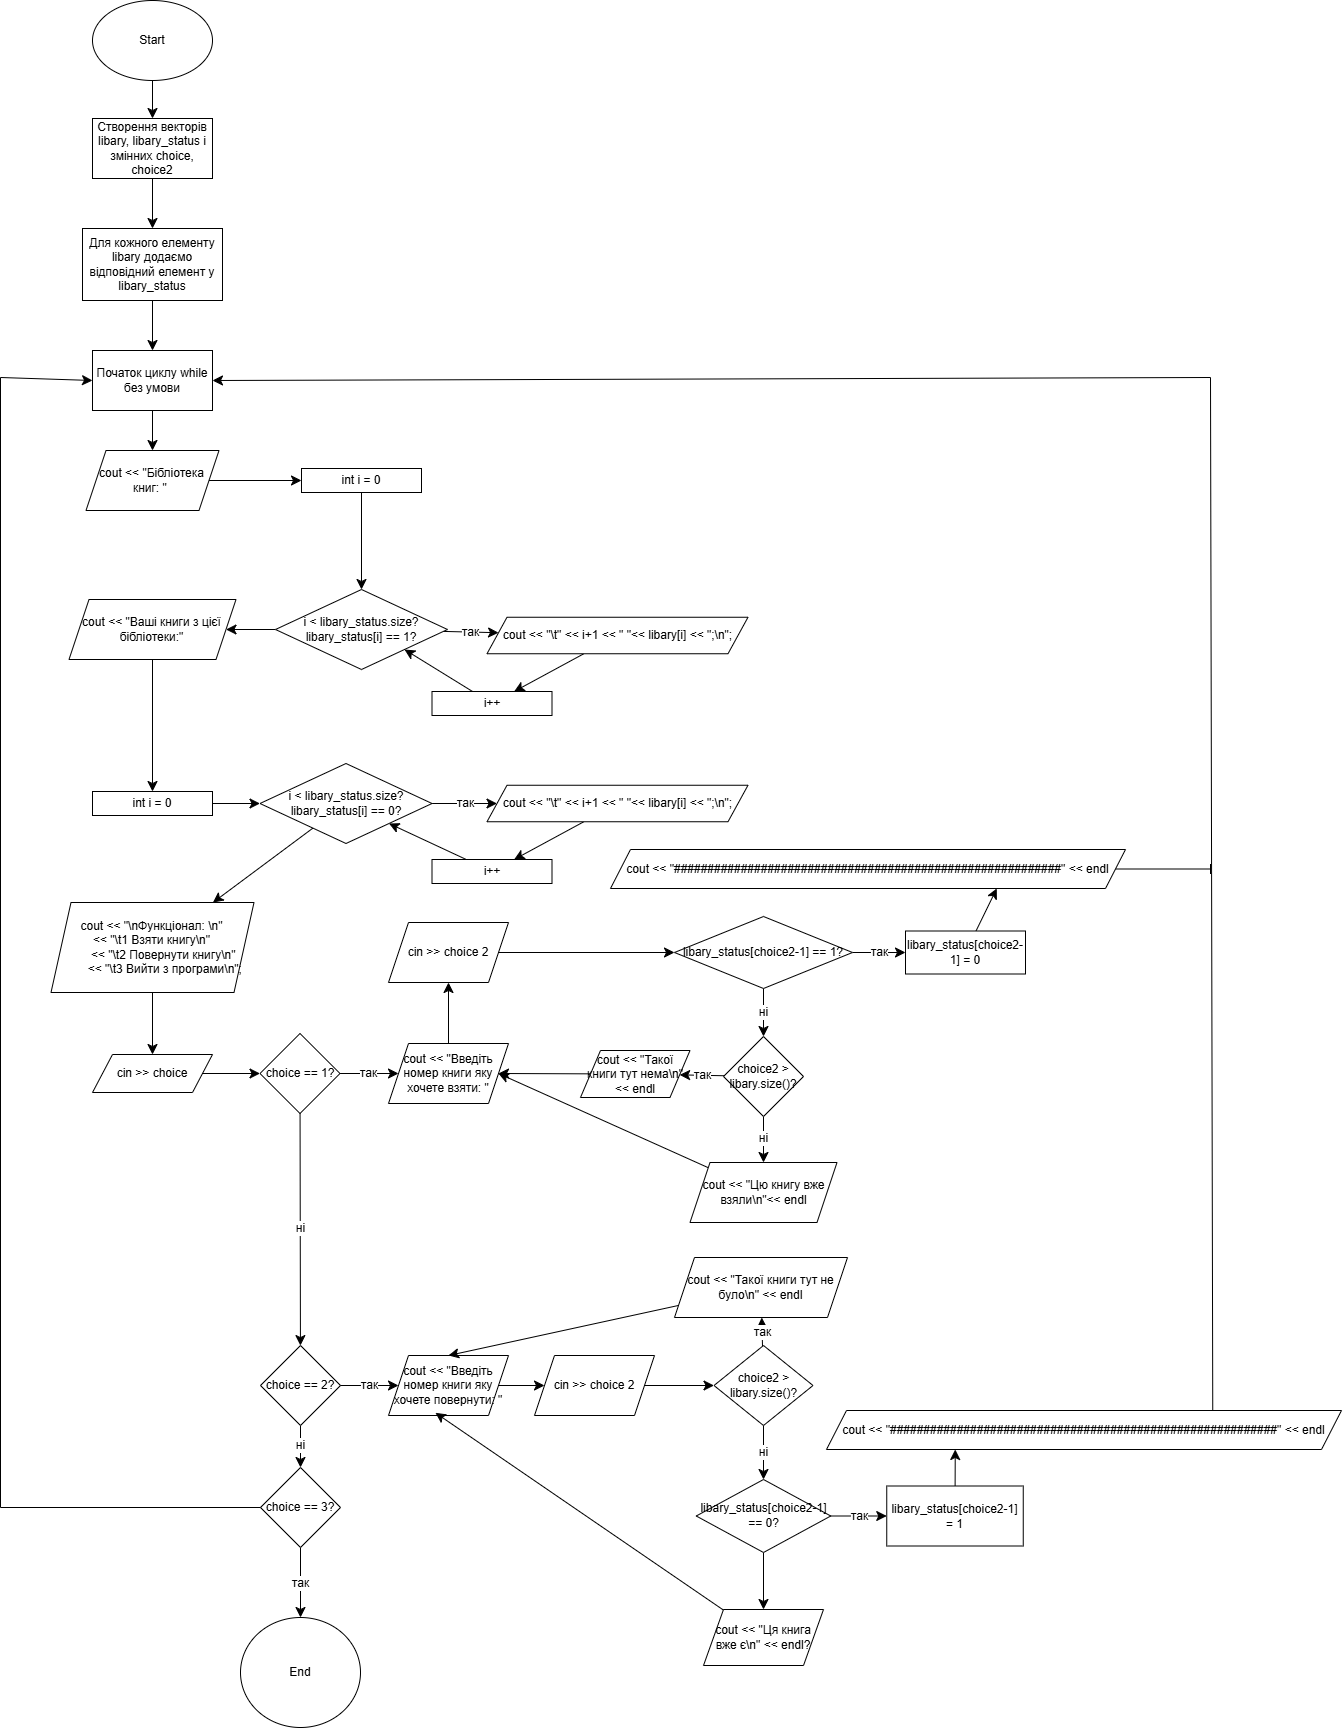 Start
Створення векторів
libary, libary_status і
змінних choice,
choice2
Для кожного елементу
libary додаємо
відповідний елемент у
libary_status
Початок циклу while
без умови
cout << "Бібліотека
книг: "
int i = 0
cout << "Ваші книги з цієї
бібліотеки:"
i < libary_status.size?
libary_status[i] == 1?
так
cout << "\t" << i+1 << " "<< libary[i] << ";\n";
i++
int i = 0
i < libary_status.size?
libary_status[i] == 0?
так
cout << "\t" << i+1 << " "<< libary[i] << ";\n";
i++
cout << "##########################################################" << endl
cout << "\nФункціонал: \n"
<< "\t1 Взяти книгу\n"
<< "\t2 Повернути книгу\n"
<< "\t3 Вийти з програми\n";
cin >> choice 2
libary_status[choice2-1] == 1?
так
libary_status[choice2-
1] = 0
ні
cin >> choice
choice == 1?
так
cout << "Введіть
номер книги яку
хочете взяти: "
cout << "Такої
книги тут нема\n"
<< endl
так
choice2 >
libary.size()?
ні
cout << "Цю книгу вже
взяли\n"<< endl
ні
cout << "Такої книги тут не
було\n" << endl
так
choice == 2?
так
cout << "Введіть
номер книги яку
хочете повернути: "
cin >> choice 2
choice2 >
libary.size()?
ні
cout << "##########################################################" << endl
ні
choice == 3?
libary_status[choice2-1]
== 0?
так
libary_status[choice2-1]
= 1
так
cout << "Ця книга
вже є\n" << endl?
End